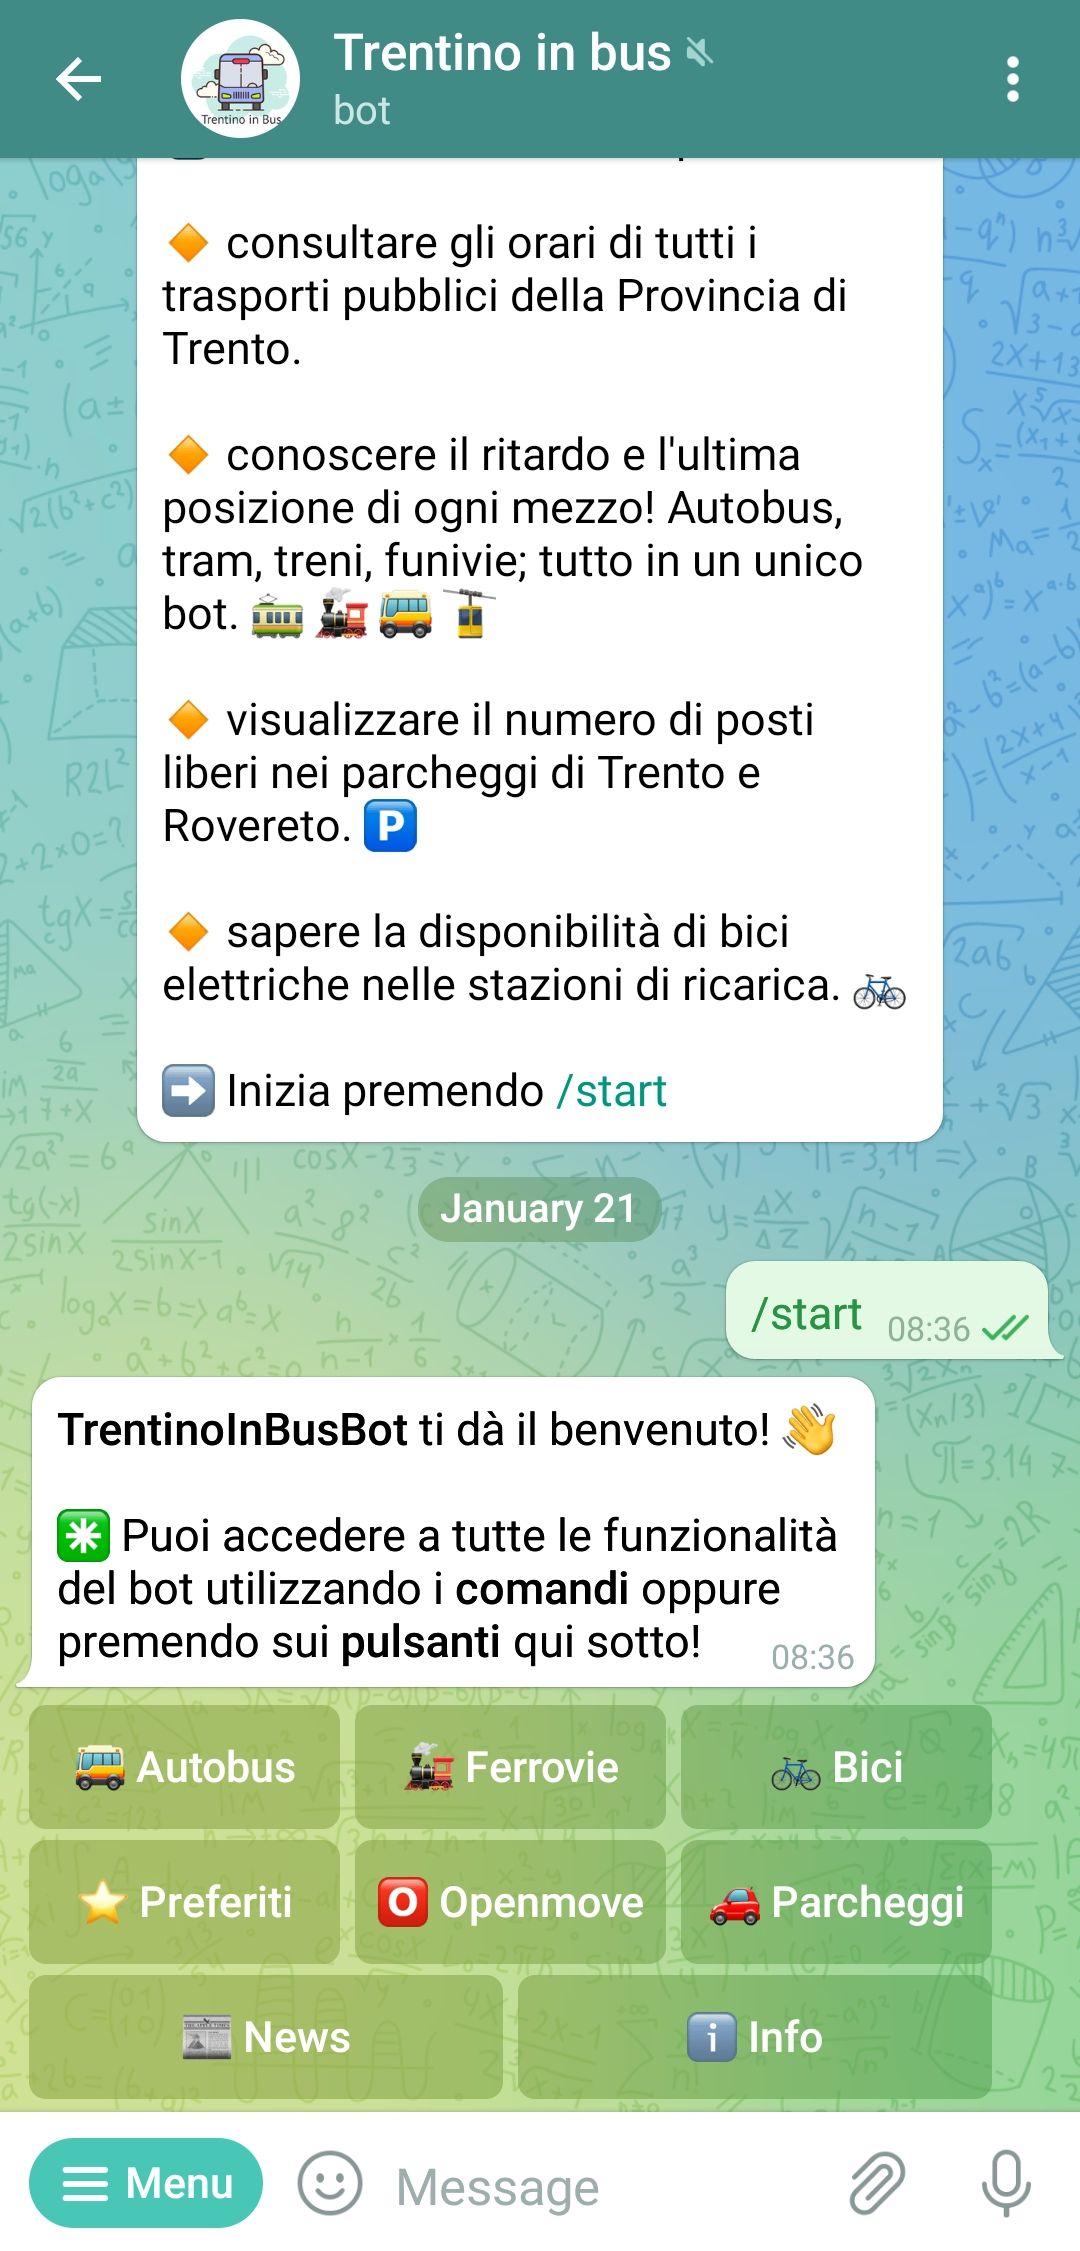 Trentino in bus
bot
Trentino in Bus
🔶 consultare gli orari di tutti i
trasporti pubblici della Provincia di
Trento.
🔶 conoscere il ritardo e l'ultima
posizione di ogni mezzo! Autobus,
tram, treni, funivie; tutto in un unico
bot. 🚋 🚂 🚌 🚡
🔶 visualizzare il numero di posti
liberi nei parcheggi di Trento e
Rovereto. 🅿️
🔶 sapere la disponibilità di bici
elettriche nelle stazioni di ricarica. 🚲
➡️ Inizia premendo /start
January 21
/start 08:36
TrentinoInBusBot ti dà il benvenuto! 👋
✳️ Puoi accedere a tutte le funzionalità
del bot utilizzando i comandi oppure
premendo sui pulsanti qui sotto! 08:36
🚌 Autobus
🚂 Ferrovie
🚲 Bici
⭐ Preferiti
🅾️ Openmove
🚗 Parcheggi
📰 News
ℹ️ Info
Menu
Message